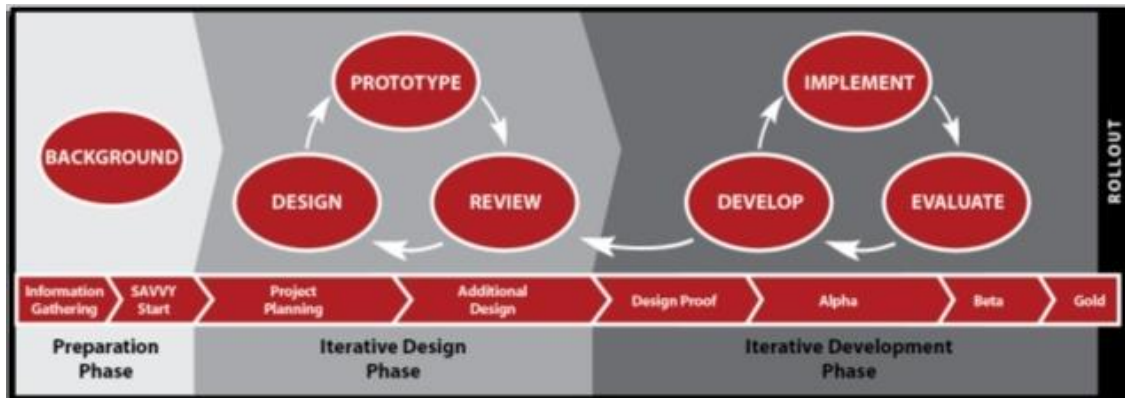 PROTOTYPE
IMPLEMENT
BACKGROUND
DESIGN
REVIEW
DEVELOP
EVALUATE
ROLLOUT
Information
Gathering
SAVVY
Start
Project
Planning
Additional
Design
Design Proof
Alpha
Beta
Gold
Preparation
Phase
Iterative Design
Phase
Iterative Development
Phase